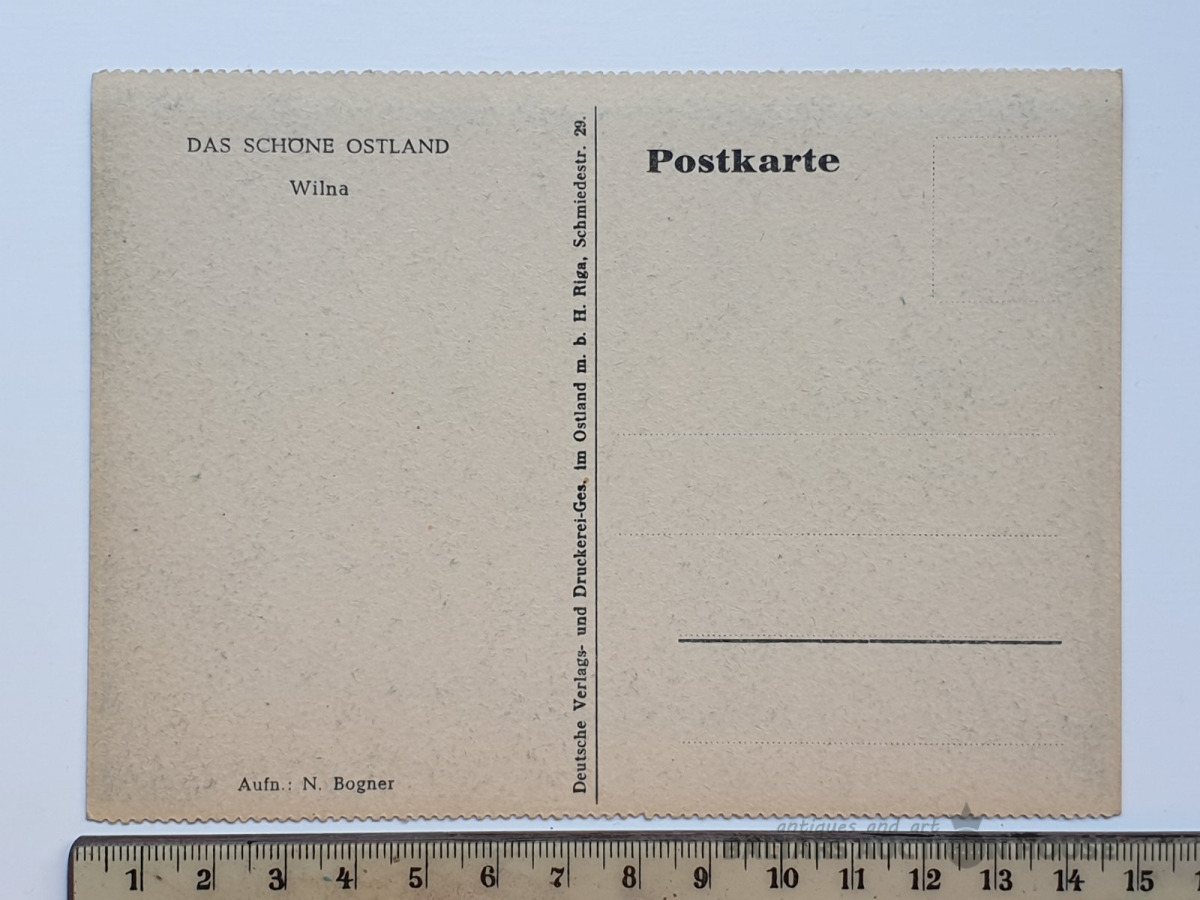 DAS SCHÖNE OSTLAND
Wilna
Aufn.: N. Bogner
Deutsche Verlags- und Druckerei-Ges. im Ostland m. b. H. Riga, Schmiedestr. 29.
Postkarte
antiques and art
1 2 3 4 5 6 7 8 9 10 11 12 13 14 15